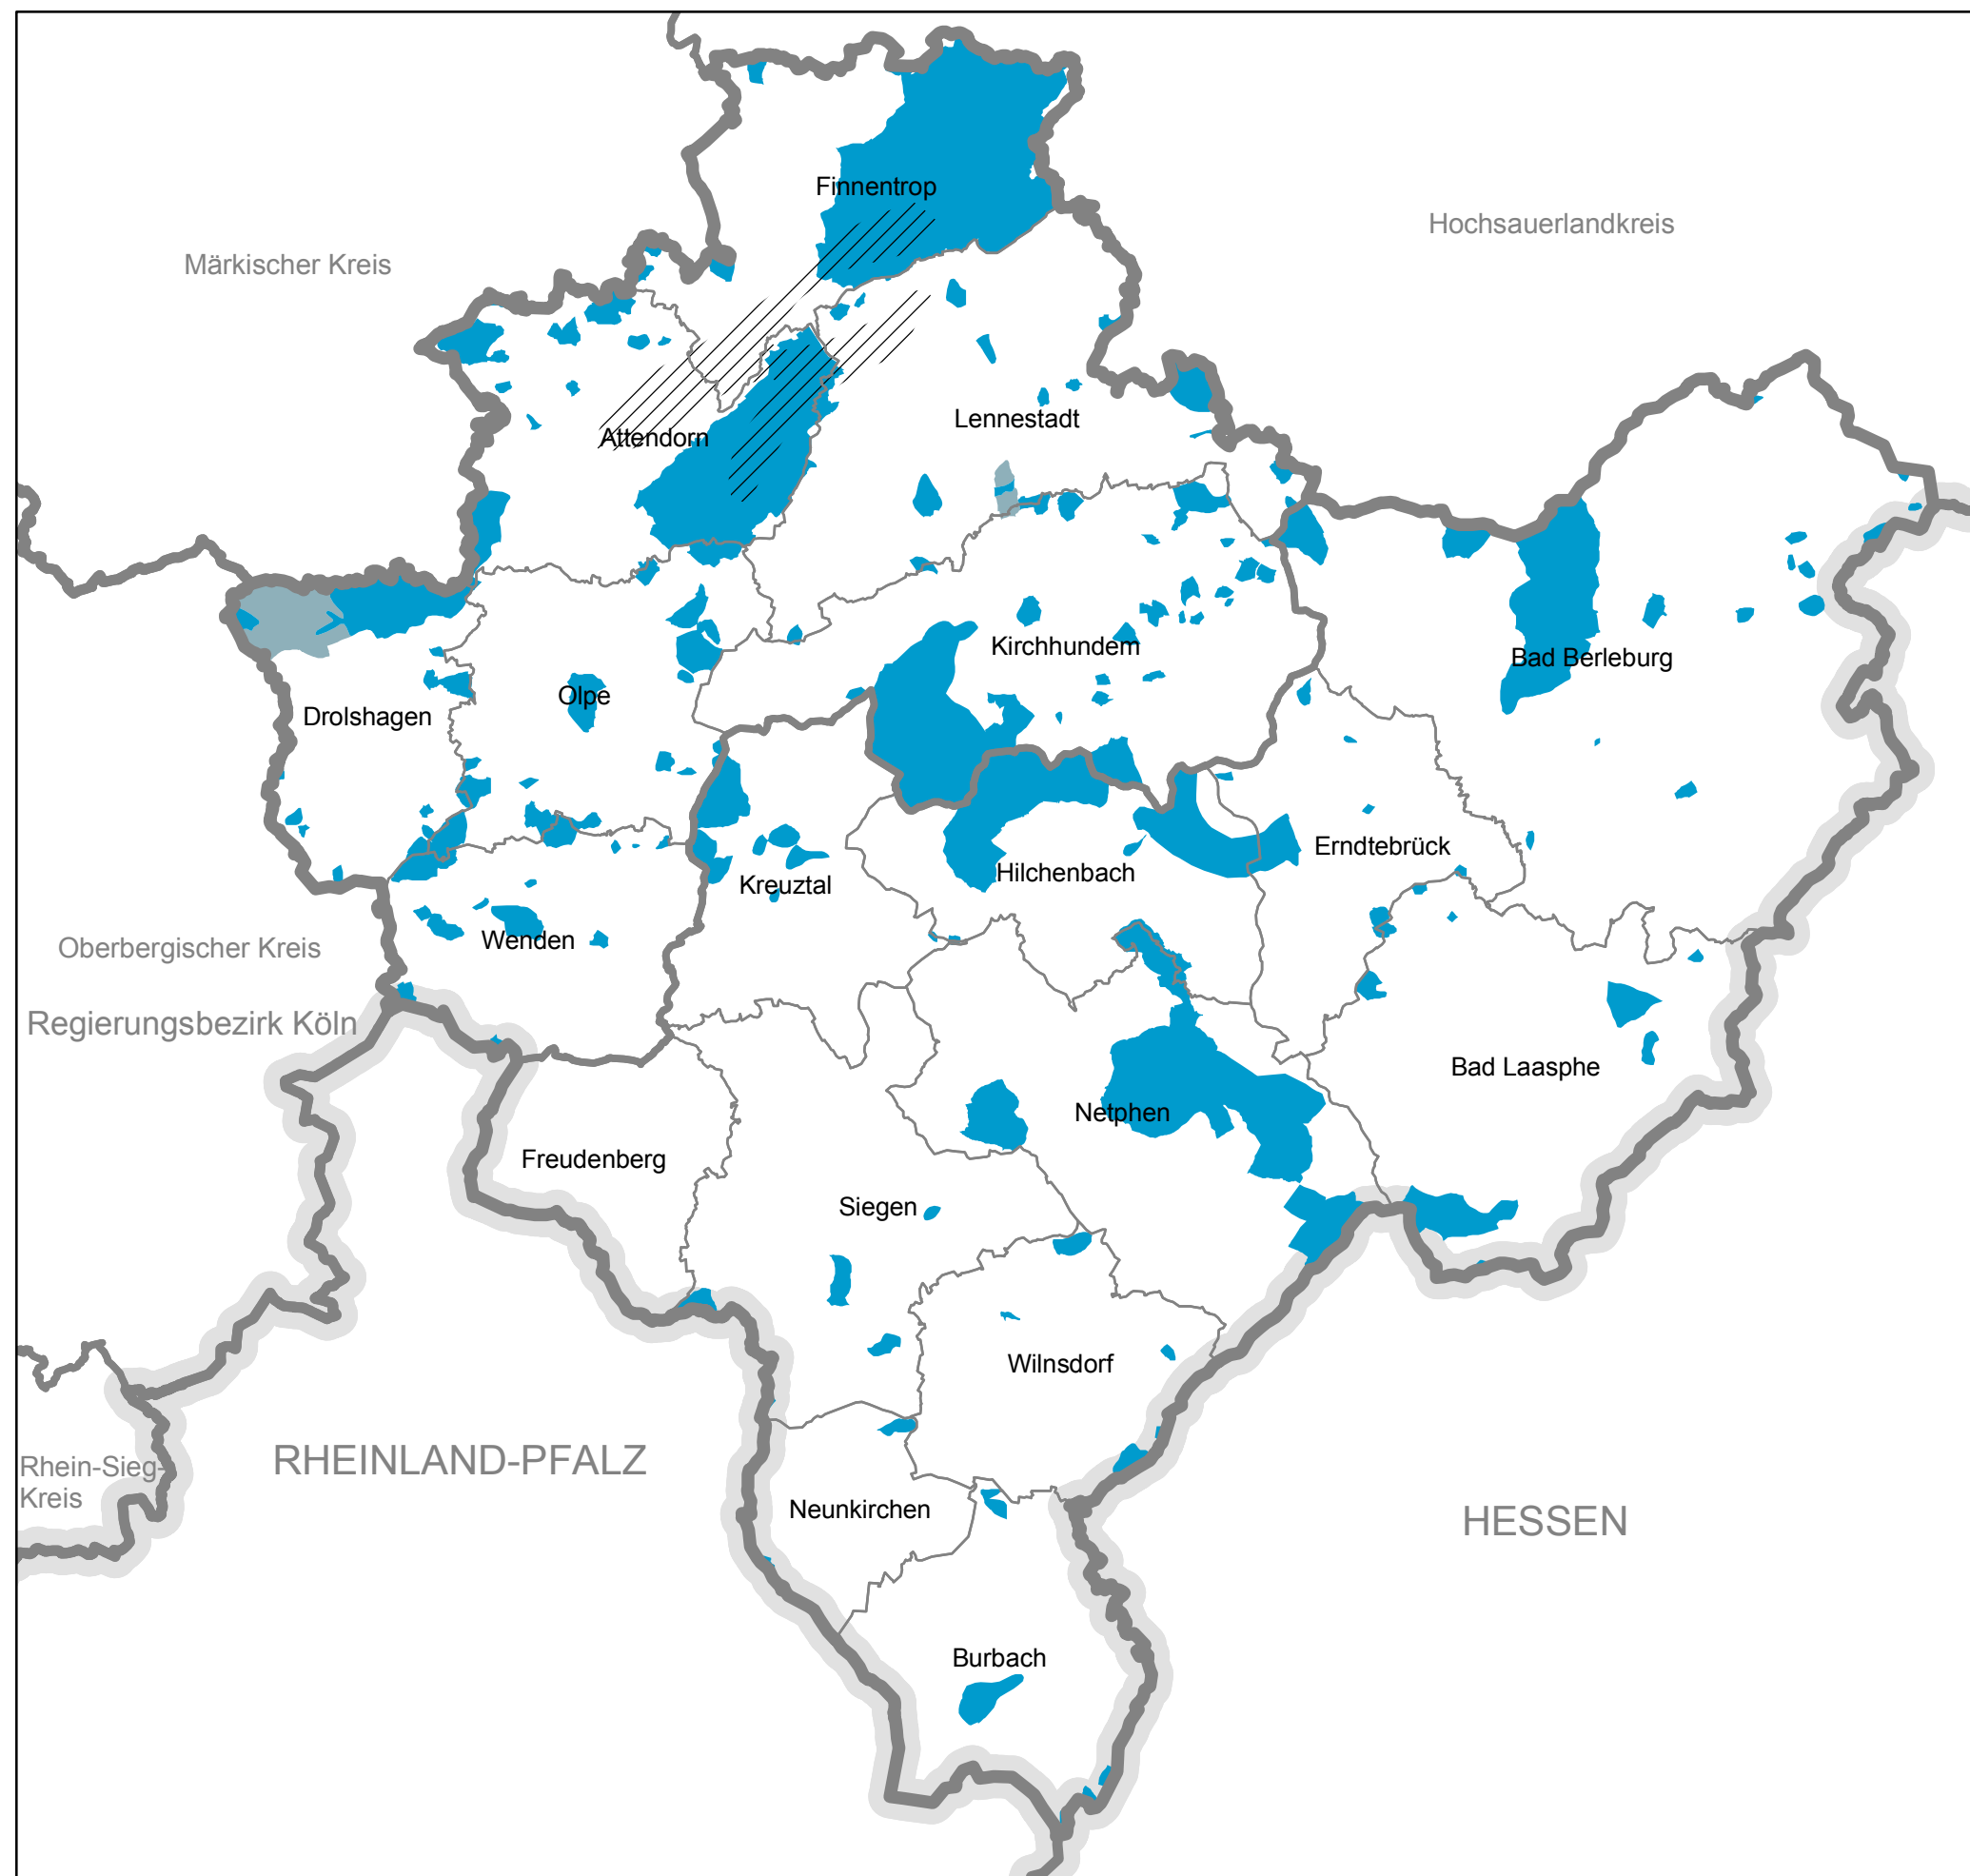 Finnentrop
Hochsauerlandkreis
Märkischer Kreis
Lennestadt
Attendorn
Kirchhundem
Bad Berleburg
Olpe
Drolshagen
Erndtebrück
Hilchenbach
Kreuztal
Wenden
Oberbergischer Kreis
Regierungsbezirk Köln
Bad Laasphe
Netphen
Freudenberg
Siegen
Wilnsdorf
RHEINLAND-PFALZ
Rhein-Sieg-
Kreis
Neunkirchen
HESSEN
Burbach